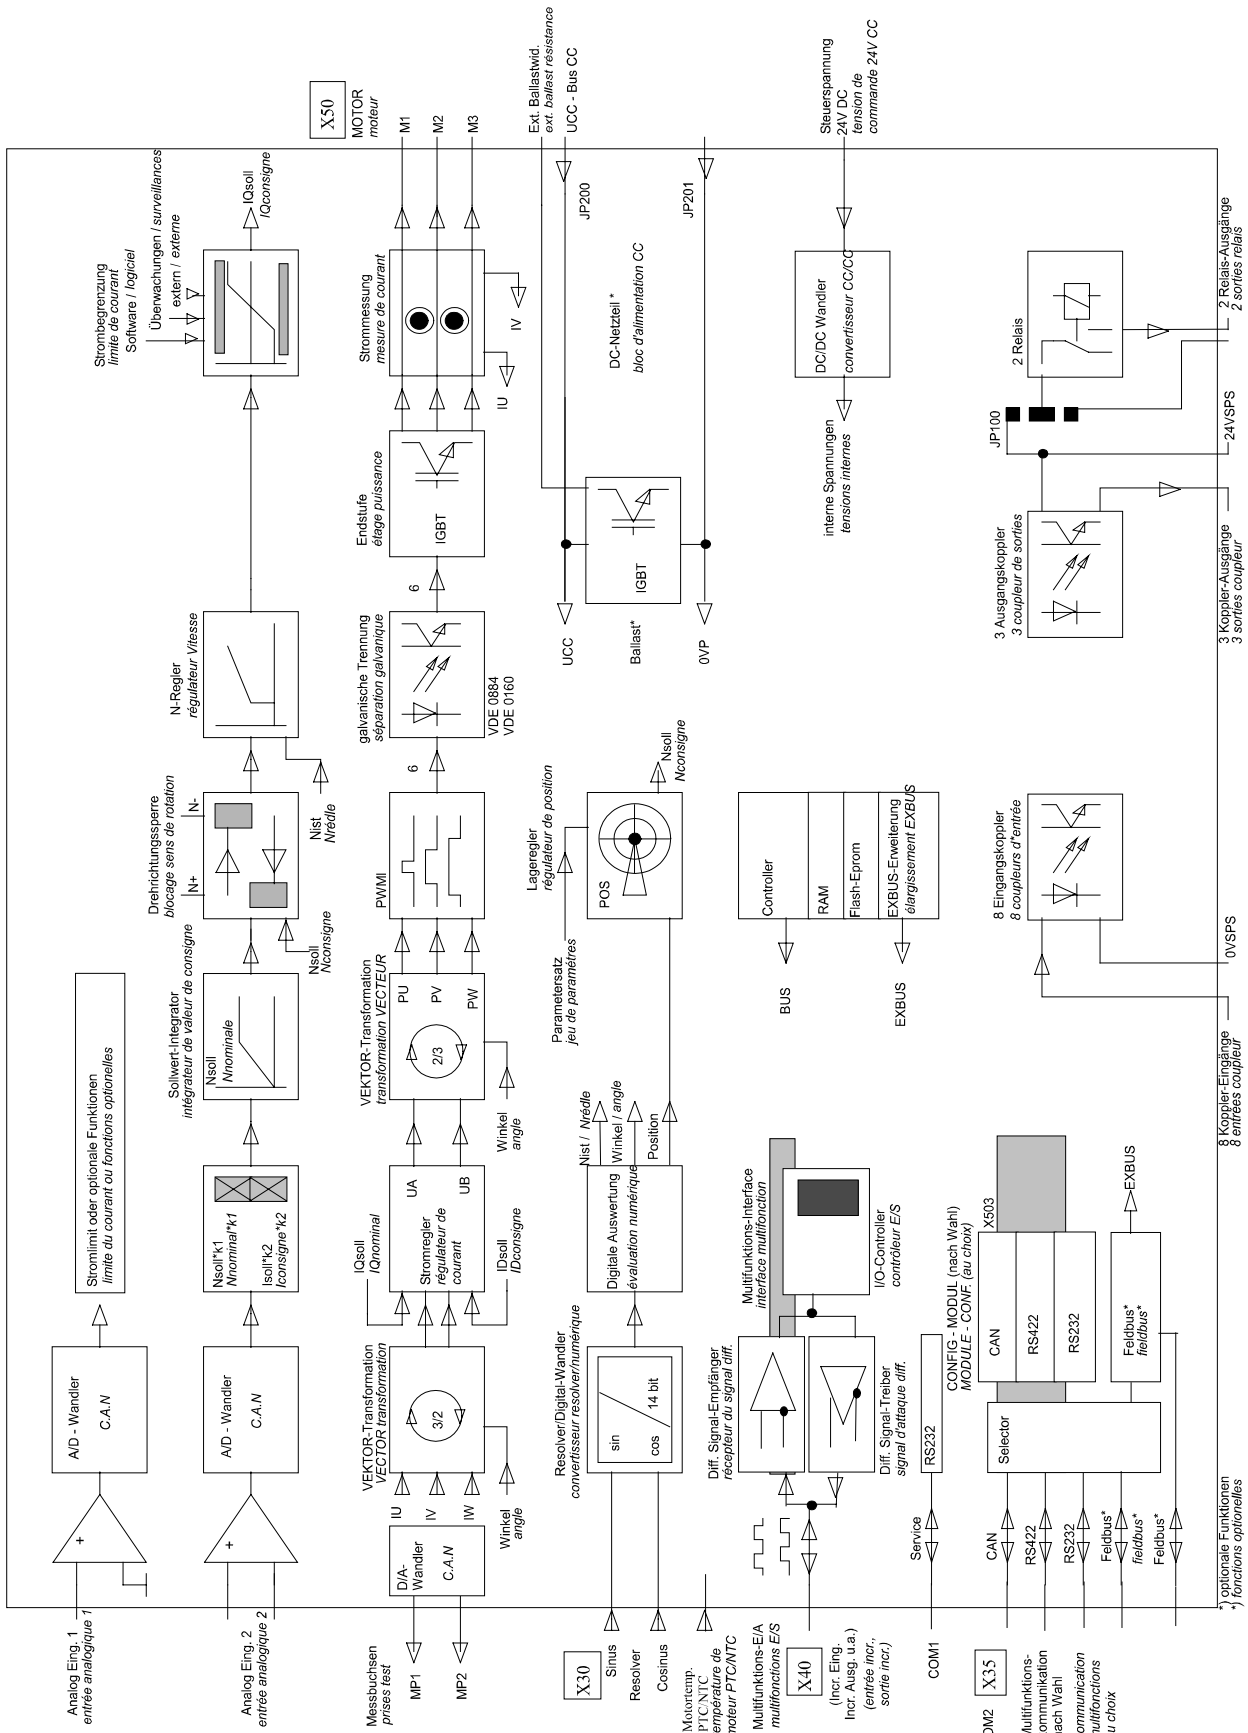 Analog Eing. 1
entrée analogique 1
+
A/D - Wandler
C.A.N
Stromlimit oder optionale Funktionen
limite du courant ou fonctions optionelles
Analog Eing. 2
entrée analogique 2
+
A/D - Wandler
C.A.N
Nsoll*k1
Nnominal*k1
Isoll*k2
Iconsigne*k2
Sollwert-Integrator
intégrateur de valeur de consigne
Nsoll
Nnominale
Drehrichtungssperre
blocage sens de rotation
N+
N-
Nsoll
Nconsigne
N-Regler
régulateur Vitesse
Nist
Nrédle
Strombegrenzung
limite de courant
Software / logiciel
Überwachungen / surveillances
extern / externe
IQsoll
IQconsigne
Messbuchsen
prises test
MP1
MP2
D/A-
Wandler
C.A.N
IU
IV
IW
VEKTOR-Transformation
VECTOR transformation
3/2
Winkel
angle
IQsoll
IQnominal
Stromregler
régulateur de
courant
UA
UB
IDsoll
IDconsigne
VEKTOR-Transformation
transformation VECTEUR
2/3
PU
PV
PW
Winkel
angle
PWMI
6
galvanische Trennung
séparation galvanique
VDE 0884
VDE 0160
6
Endstufe
étage puissance
IGBT
Strommessung
mesure de courant
IU
IV
X50
MOTOR
moteur
M1
M2
M3
X30
Sinus
Resolver
Cosinus
Motortemp.
PTC/NTC
empérature de
moteur PTC/NTC
Resolver/Digital-Wandler
convertisseur resolver/numérique
sin
cos
14 bit
Digitale Auswertung
évaluation numérique
Nist / Nrédle
Winkel / angle
Position
Parametersatz
jeu de paramètres
Lageregler
régulateur de position
POS
Nsoll
Nconsigne
UCC
Ballast*
0VP
IGBT
DC-Netzteil *
bloc d'alimentation CC
JP200
JP201
Ext. Ballastwid.
ext. ballast résistance
UCC - Bus CC
Multifunktions-E/A
multifonctions E/S
X40
(Incr. Eing.
Incr. Ausg. u.a.)
(entrée incr.,
sortie incr.)
Diff. Signal-Empfänger
récepteur du signal diff.
Diff. Signal-Treiber
signal d'attaque diff.
Multifunktions-Interface
interface multifonction
I/O-Controller
contrôleur E/S
BUS
EXBUS
Controller
RAM
Flash-Eprom
EXBUS-Erweiterung
élargissement EXBUS
interne Spannungen
tensions internes
DC/DC Wandler
convertisseur CC/CC
Steuerspannung
24V DC
tension de
commande 24V CC
COM1
Service
RS232
OM2
X35
Multifunktions-
ommunikation
nach Wahl
ommunication
multifonctions
u choix
CAN
RS422
RS232
Feldbus*
fieldbus*
Feldbus*
Selector
CONFIG - MODUL (nach Wahl)
MODULE - CONF. (au choix)
CAN
RS422
RS232
X503
Feldbus*
fieldbus*
EXBUS
8 Koppler-Eingänge
8 entrées coupleur
0VSPS
8 Eingangskoppler
8 coupleurs d'entrée
3 Ausgangskoppler
3 coupleur de sorties
3 Koppler-Ausgänge
3 sorties coupleur
24VSPS
JP100
2 Relais
2 Relais-Ausgänge
2 sorties relais
*) optionale Funktionen
*) fonctions optionelles